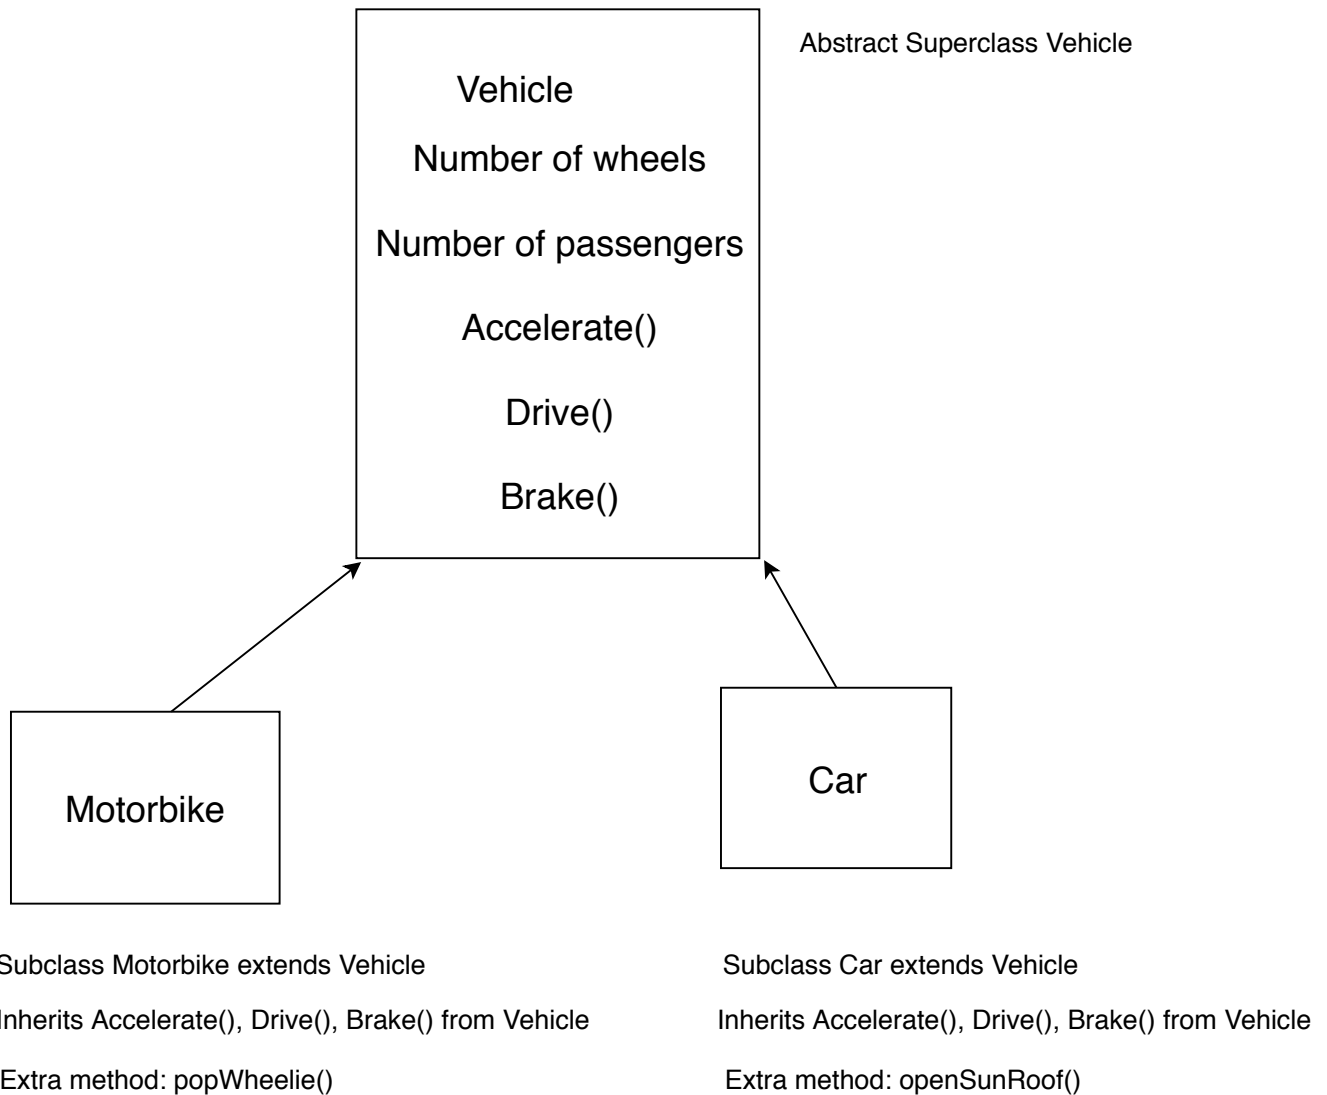 Abstract Superclass Vehicle
Vehicle
Number of wheels
Number of passengers
Accelerate()
Drive()
Brake()
Motorbike
Car
Subclass Motorbike extends Vehicle
Inherits Accelerate(), Drive(), Brake() from Vehicle
Extra method: popWheelie()
Subclass Car extends Vehicle
Inherits Accelerate(), Drive(), Brake() from Vehicle
Extra method: openSunRoof()